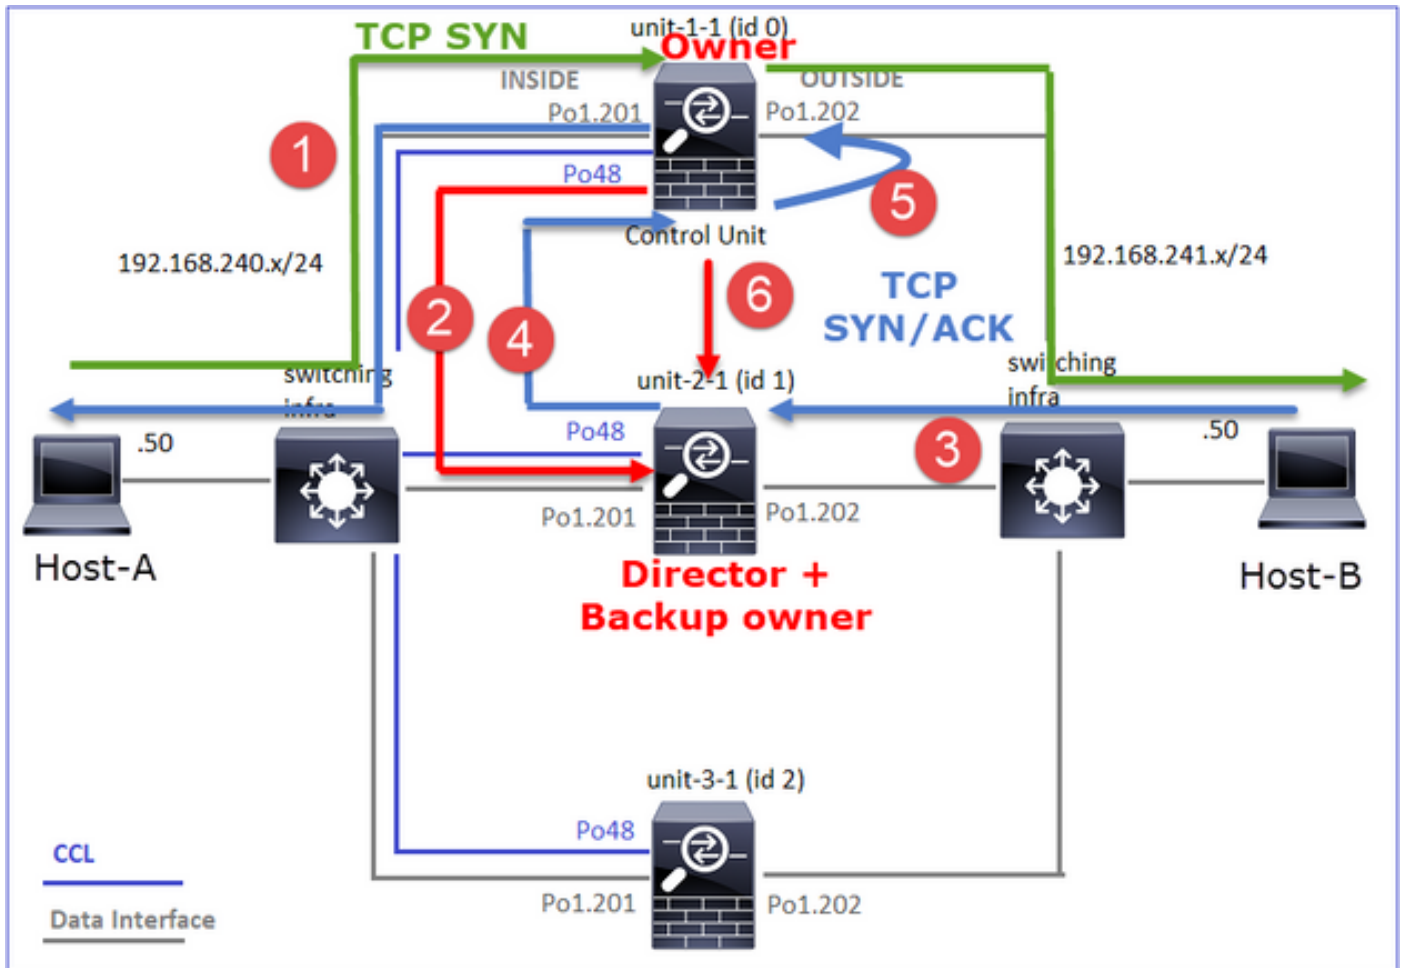 TCP SYN
unit-1-1 (id 0)
Owner
INSIDE
OUTSIDE
Po1.201
Po1.202
1
Po48
5
Control Unit
192.168.240.x/24
192.168.241.x/24
2
4
6
TCP
SYN/ACK
switching
infra
unit-2-1 (id 1)
switching
infra
.50
Po48
3
.50
Po1.201
Po1.202
Host-A
Director +
Backup owner
Host-B
unit-3-1 (id 2)
Po48
CCL
Po1.201
Po1.202
Data Interface